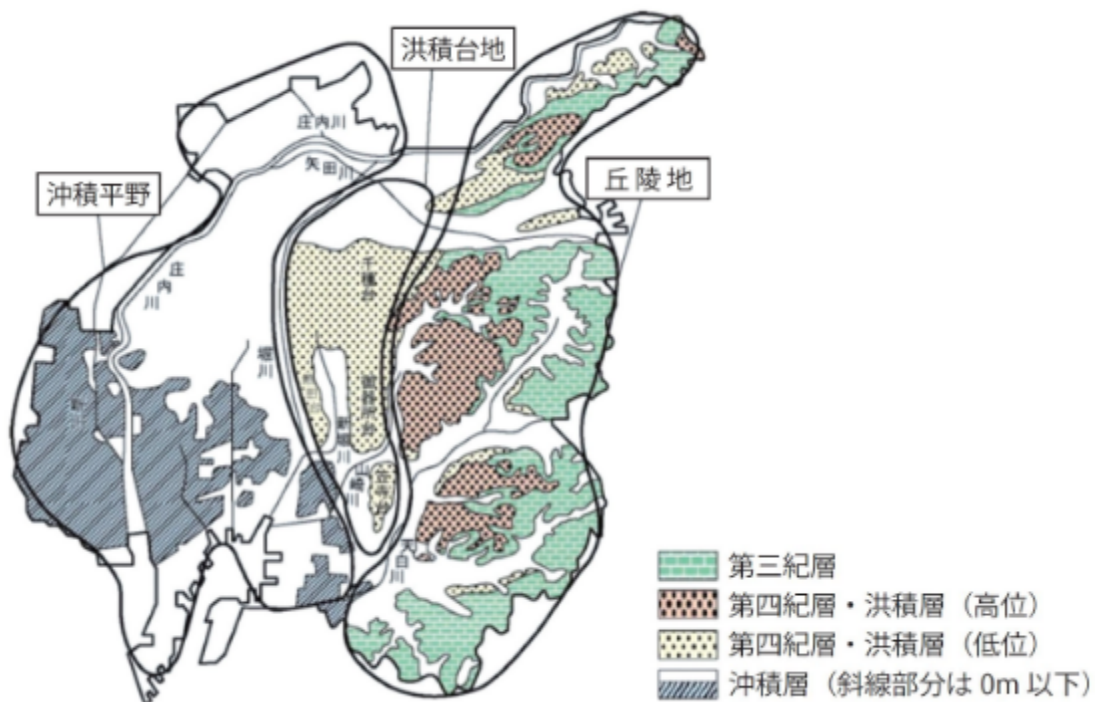 洪積台地
庄内川
矢田川
丘陵地
沖積平野
庄内川
千種台
堀川
御器所台
新堀川
山崎川
笠寺台
天白川
第三紀層
第四紀層・洪積層（高位）
第四紀層・洪積層（低位）
沖積層（斜線部分は 0m 以下）